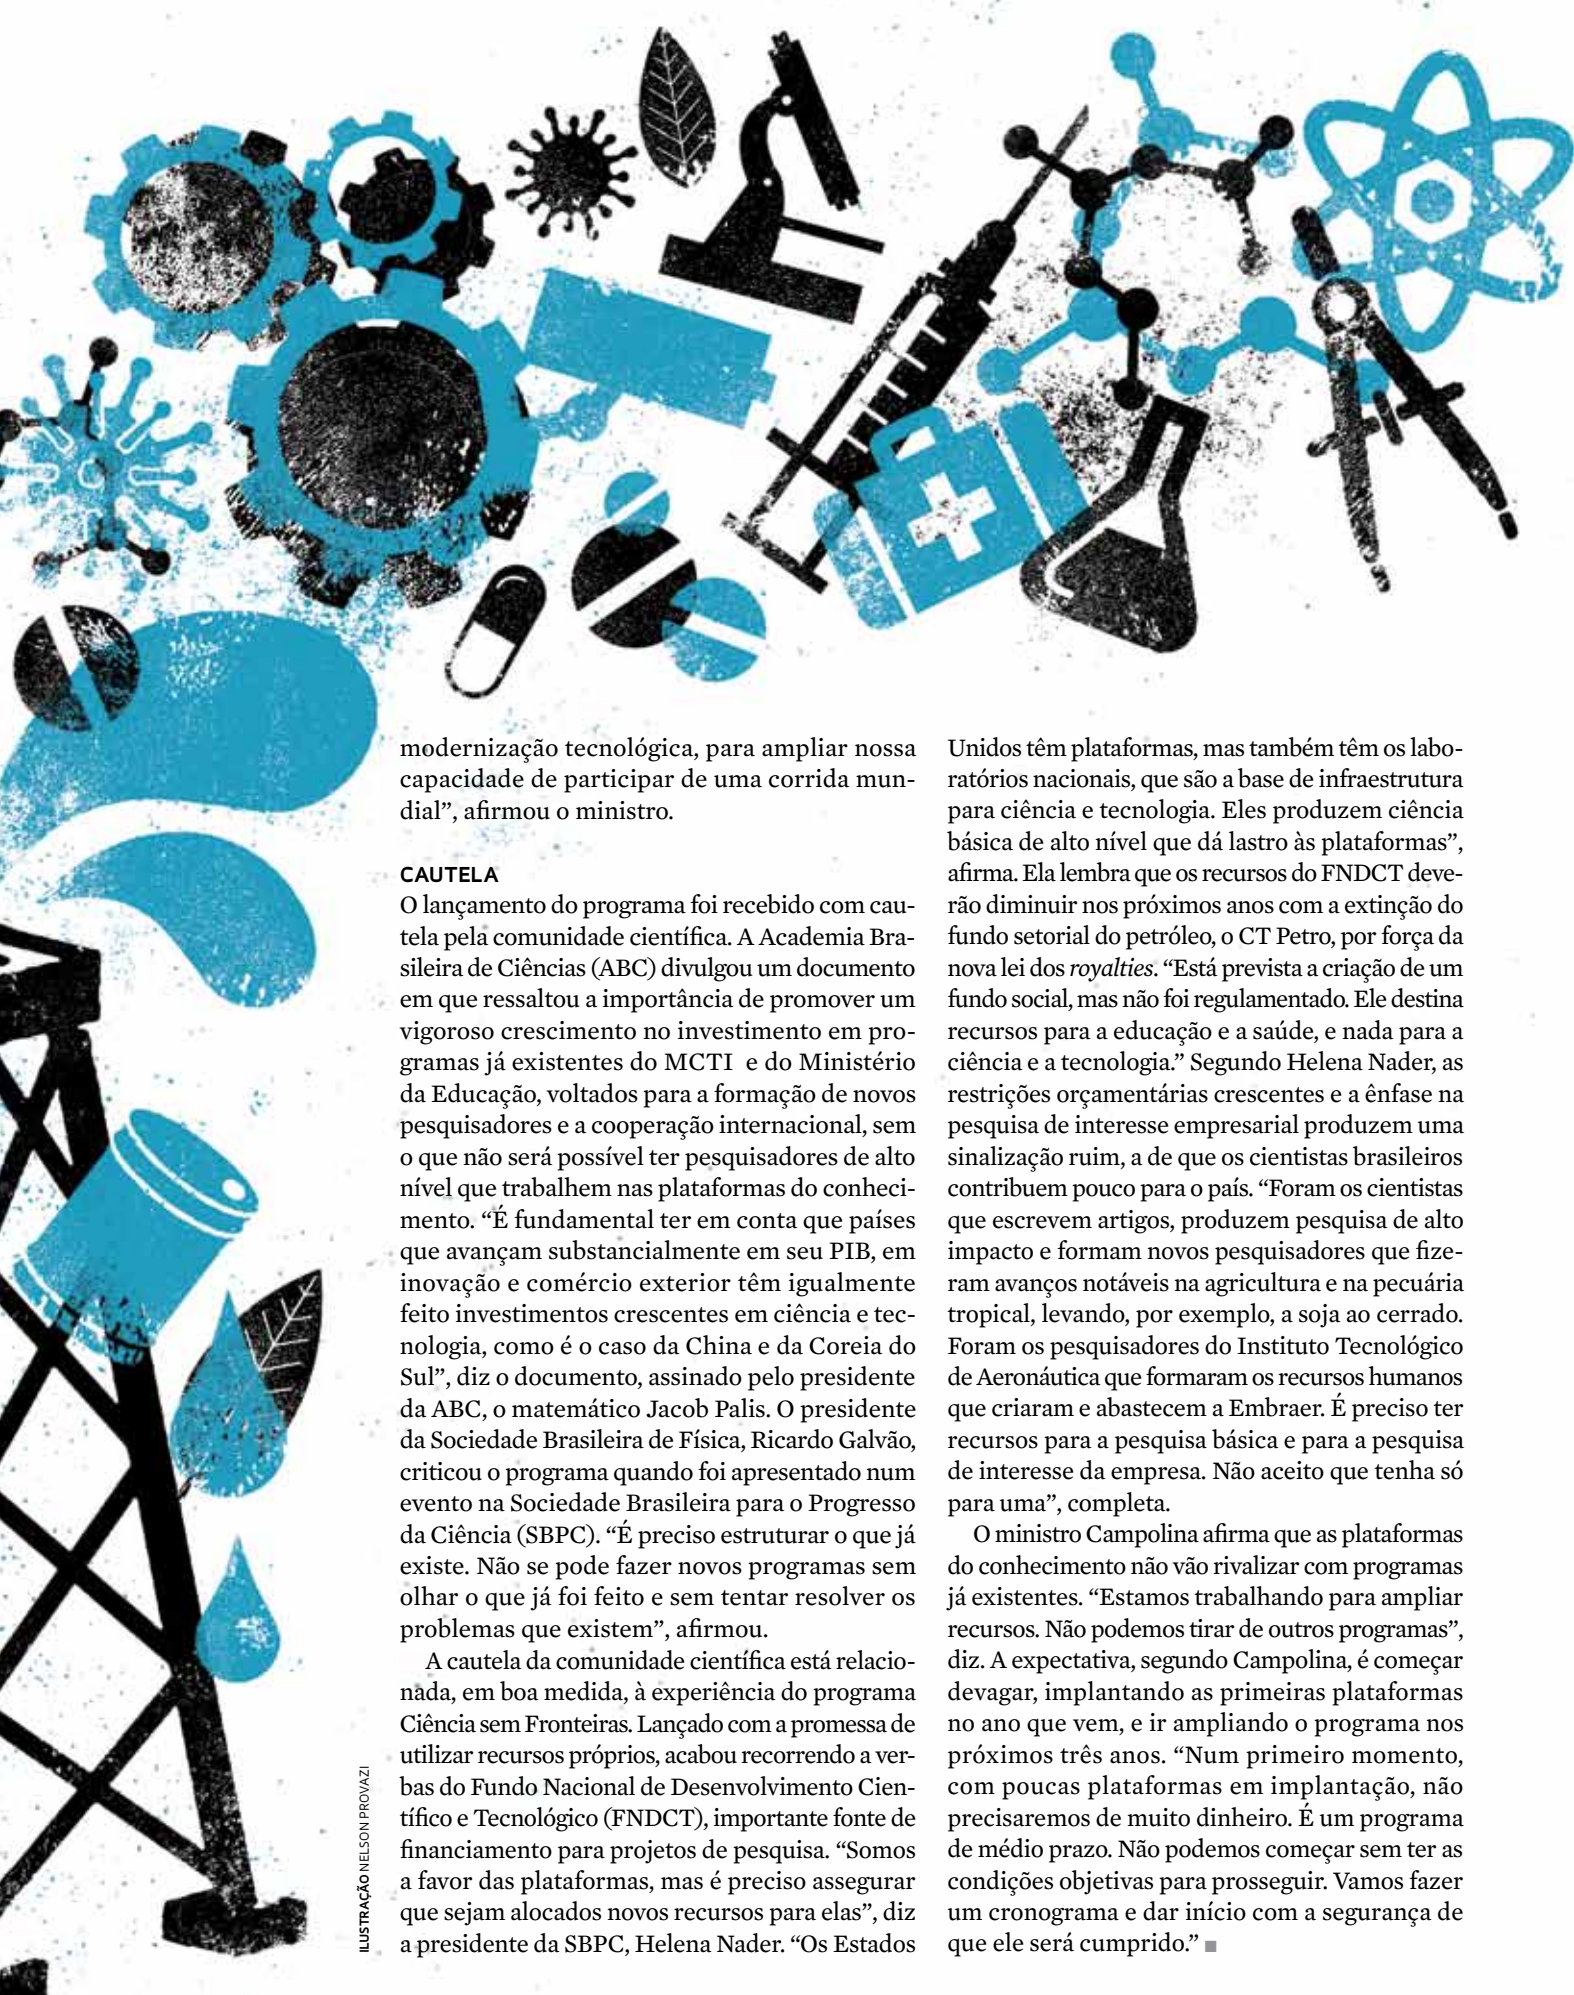 modernização tecnológica, para ampliar nossa
capacidade de participar de uma corrida mun-
dial”, afirmou o ministro.
CAUTELA
O lançamento do programa foi recebido com cau-
tela pela comunidade científica. A Academia Bra-
sileira de Ciências (ABC) divulgou um documento
em que ressaltou a importância de promover um
vigoroso crescimento no investimento em pro-
gramas já existentes do MCTI e do Ministério
da Educação, voltados para a formação de novos
pesquisadores e a cooperação internacional, sem
o que não será possível ter pesquisadores de alto
nível que trabalhem nas plataformas do conheci-
mento. “É fundamental ter em conta que países
que avançam substancialmente em seu PIB, em
inovação e comércio exterior têm igualmente
feito investimentos crescentes em ciência e tec-
nologia, como é o caso da China e da Coreia do
Sul”, diz o documento, assinado pelo presidente
da ABC, o matemático Jacob Palis. O presidente
da Sociedade Brasileira de Física, Ricardo Galvão,
criticou o programa quando foi apresentado num
evento na Sociedade Brasileira para o Progresso
da Ciência (SBPC). “É preciso estruturar o que já
existe. Não se pode fazer novos programas sem
olhar o que já foi feito e sem tentar resolver os
problemas que existem”, afirmou.
A cautela da comunidade científica está relacio-
nada, em boa medida, à experiência do programa
Ciência sem Fronteiras. Lançado com a promessa de
utilizar recursos próprios, acabou recorrendo a ver-
bas do Fundo Nacional de Desenvolvimento Cien-
tífico e Tecnológico (FNDCT), importante fonte de
financiamento para projetos de pesquisa. “Somos
a favor das plataformas, mas é preciso assegurar
que sejam alocados novos recursos para elas”, diz
a presidente da SBPC, Helena Nader. “Os Estados
Unidos têm plataformas, mas também têm os labo-
ratórios nacionais, que são a base de infraestrutura
para ciência e tecnologia. Eles produzem ciência
básica de alto nível que dá lastro às plataformas”,
afirma. Ela lembra que os recursos do FNDCT deve-
rão diminuir nos próximos anos com a extinção do
fundo setorial do petróleo, o CT Petro, por força da
nova lei dos royalties. “Está prevista a criação de um
fundo social, mas não foi regulamentado. Ele destina
recursos para a educação e a saúde, e nada para a
ciência e a tecnologia.” Segundo Helena Nader, as
restrições orçamentárias crescentes e a ênfase na
pesquisa de interesse empresarial produzem uma
sinalização ruim, a de que os cientistas brasileiros
contribuem pouco para o país. “Foram os cientistas
que escrevem artigos, produzem pesquisa de alto
impacto e formam novos pesquisadores que fize-
ram avanços notáveis na agricultura e na pecuária
tropical, levando, por exemplo, a soja ao cerrado.
Foram os pesquisadores do Instituto Tecnológico
de Aeronáutica que formaram os recursos humanos
que criaram e abastecem a Embraer. É preciso ter
recursos para a pesquisa básica e para a pesquisa
de interesse da empresa. Não aceito que tenha só
para uma”, completa.
O ministro Campolina afirma que as plataformas
do conhecimento não vão rivalizar com programas
já existentes. “Estamos trabalhando para ampliar
recursos. Não podemos tirar de outros programas”,
diz. A expectativa, segundo Campolina, é começar
devagar, implantando as primeiras plataformas
no ano que vem, e ir ampliando o programa nos
próximos três anos. “Num primeiro momento,
com poucas plataformas em implantação, não
precisaremos de muito dinheiro. É um programa
de médio prazo. Não podemos começar sem ter as
condições objetivas para prosseguir. Vamos fazer
um cronograma e dar início com a segurança de
que ele será cumprido.” ■
ILUSTRAÇÃO NELSON PROVAZI